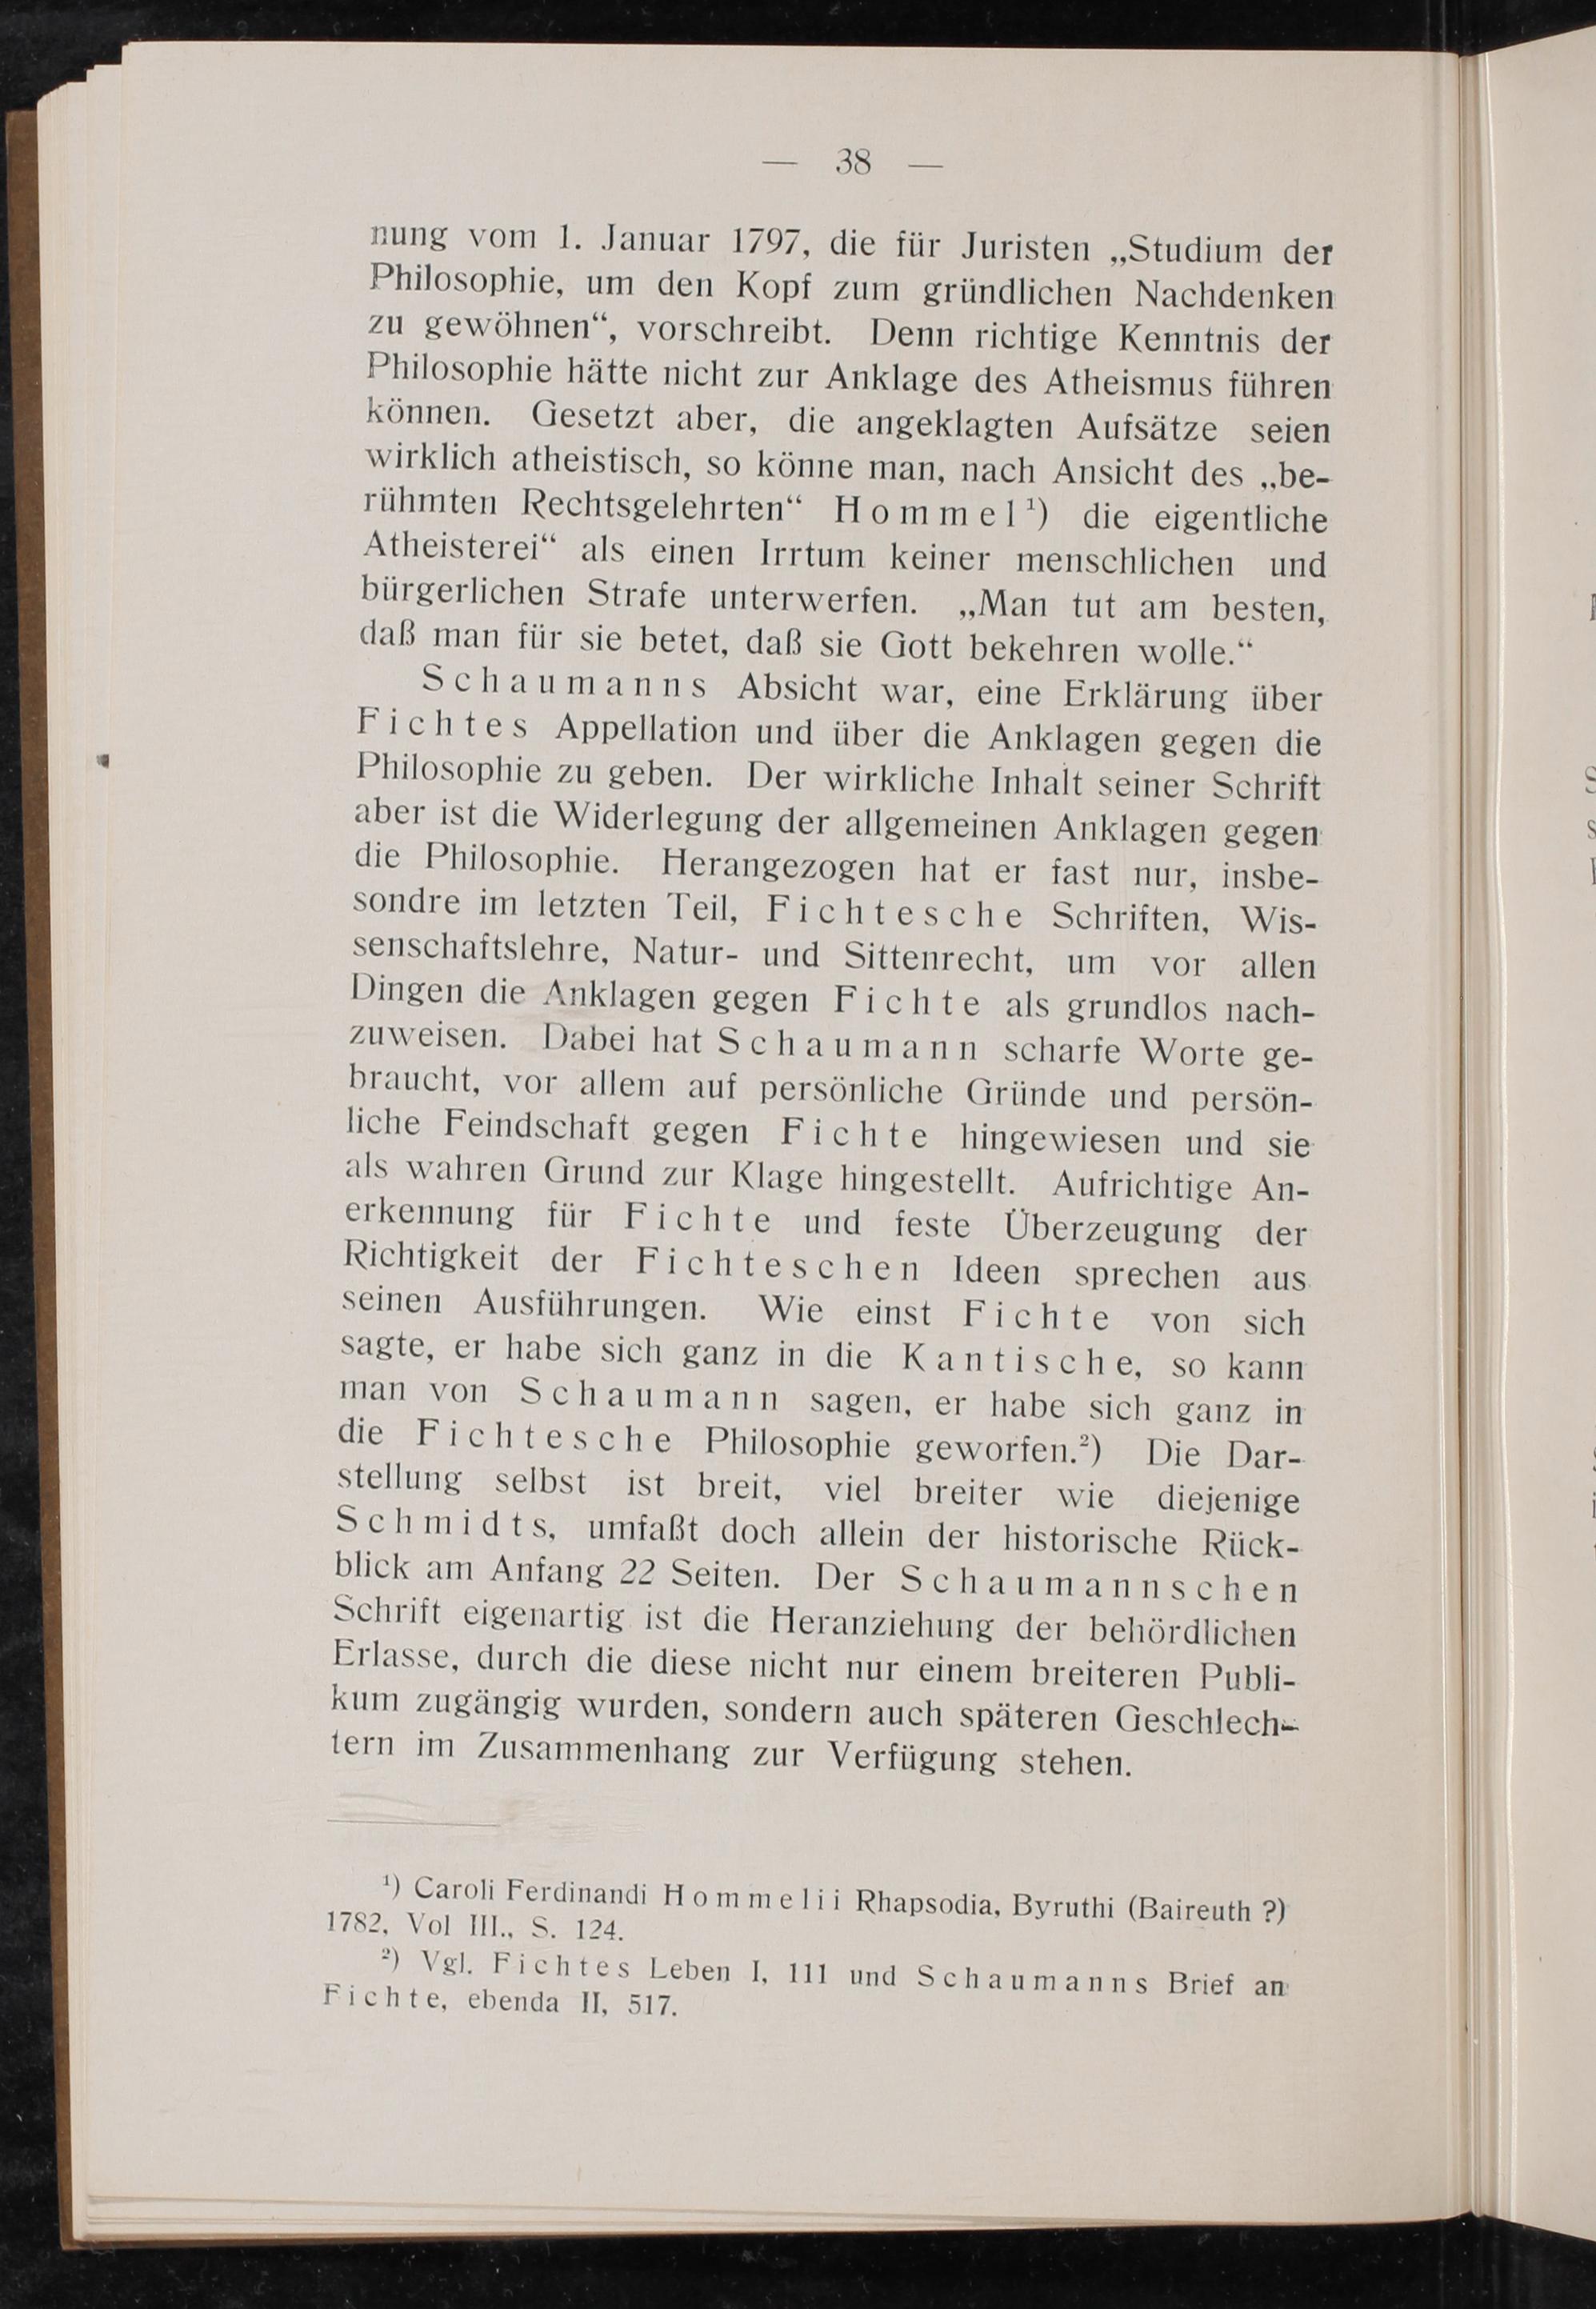 — 38 —
nung vom 1. Januar 1797, die für Juristen „Studium der
Philosophie, um den Kopf zum gründlichen Nachdenken
zu gewöhnen“, vorschreibt. Denn richtige Kenntnis der
Philosophie hätte nicht zur Anklage des Atheismus führen
können. Gesetzt aber, die angeklagten Aufsätze seien
wirklich atheistisch, so könne man, nach Ansicht des „be-
rühmten Rechtsgelehrten“ Hommel¹) die eigentliche
Atheisterei“ als einen Irrtum keiner menschlichen und
bürgerlichen Strafe unterwerfen. „Man tut am besten,
daß man für sie betet, daß sie Gott bekehren wolle.“
Schaumanns Absicht war, eine Erklärung über
Fichtes Appellation und über die Anklagen gegen die
Philosophie zu geben. Der wirkliche Inhalt seiner Schrift
aber ist die Widerlegung der allgemeinen Anklagen gegen
die Philosophie. Herangezogen hat er fast nur, insbe-
sondre im letzten Teil, Fichtesche Schriften, Wis-
senschaftslehre, Natur- und Sittenrecht, um vor allen
Dingen die Anklagen gegen Fichte als grundlos nach-
zuweisen. Dabei hat Schaumann scharfe Worte ge-
braucht, vor allem auf persönliche Gründe und persön-
liche Feindschaft gegen Fichte hingewiesen und sie
als wahren Grund zur Klage hingestellt. Aufrichtige An-
erkennung für Fichte und feste Überzeugung der
Richtigkeit der Fichteschen Ideen sprechen aus
seinen Ausführungen. Wie einst Fichte von sich
sagte, er habe sich ganz in die Kantische, so kann
man von Schaumann sagen, er habe sich ganz in
die Fichtesche Philosophie geworfen.²) Die Dar-
stellung selbst ist breit, viel breiter wie diejenige
Schmidts, umfaßt doch allein der historische Rück-
blick am Anfang 22 Seiten. Der Schaumannschen
Schrift eigenartig ist die Heranziehung der behördlichen
Erlasse, durch die diese nicht nur einem breiteren Publi-
kum zugängig wurden, sondern auch späteren Geschlech-
tern im Zusammenhang zur Verfügung stehen.
¹) Caroli Ferdinandi Hommelii Rhapsodia, Byruthi (Baireuth ?)
1782, Vol III., S. 124.
²) Vgl. Fichtes Leben I, 111 und Schaumanns Brief an
Fichte, ebenda II, 517.